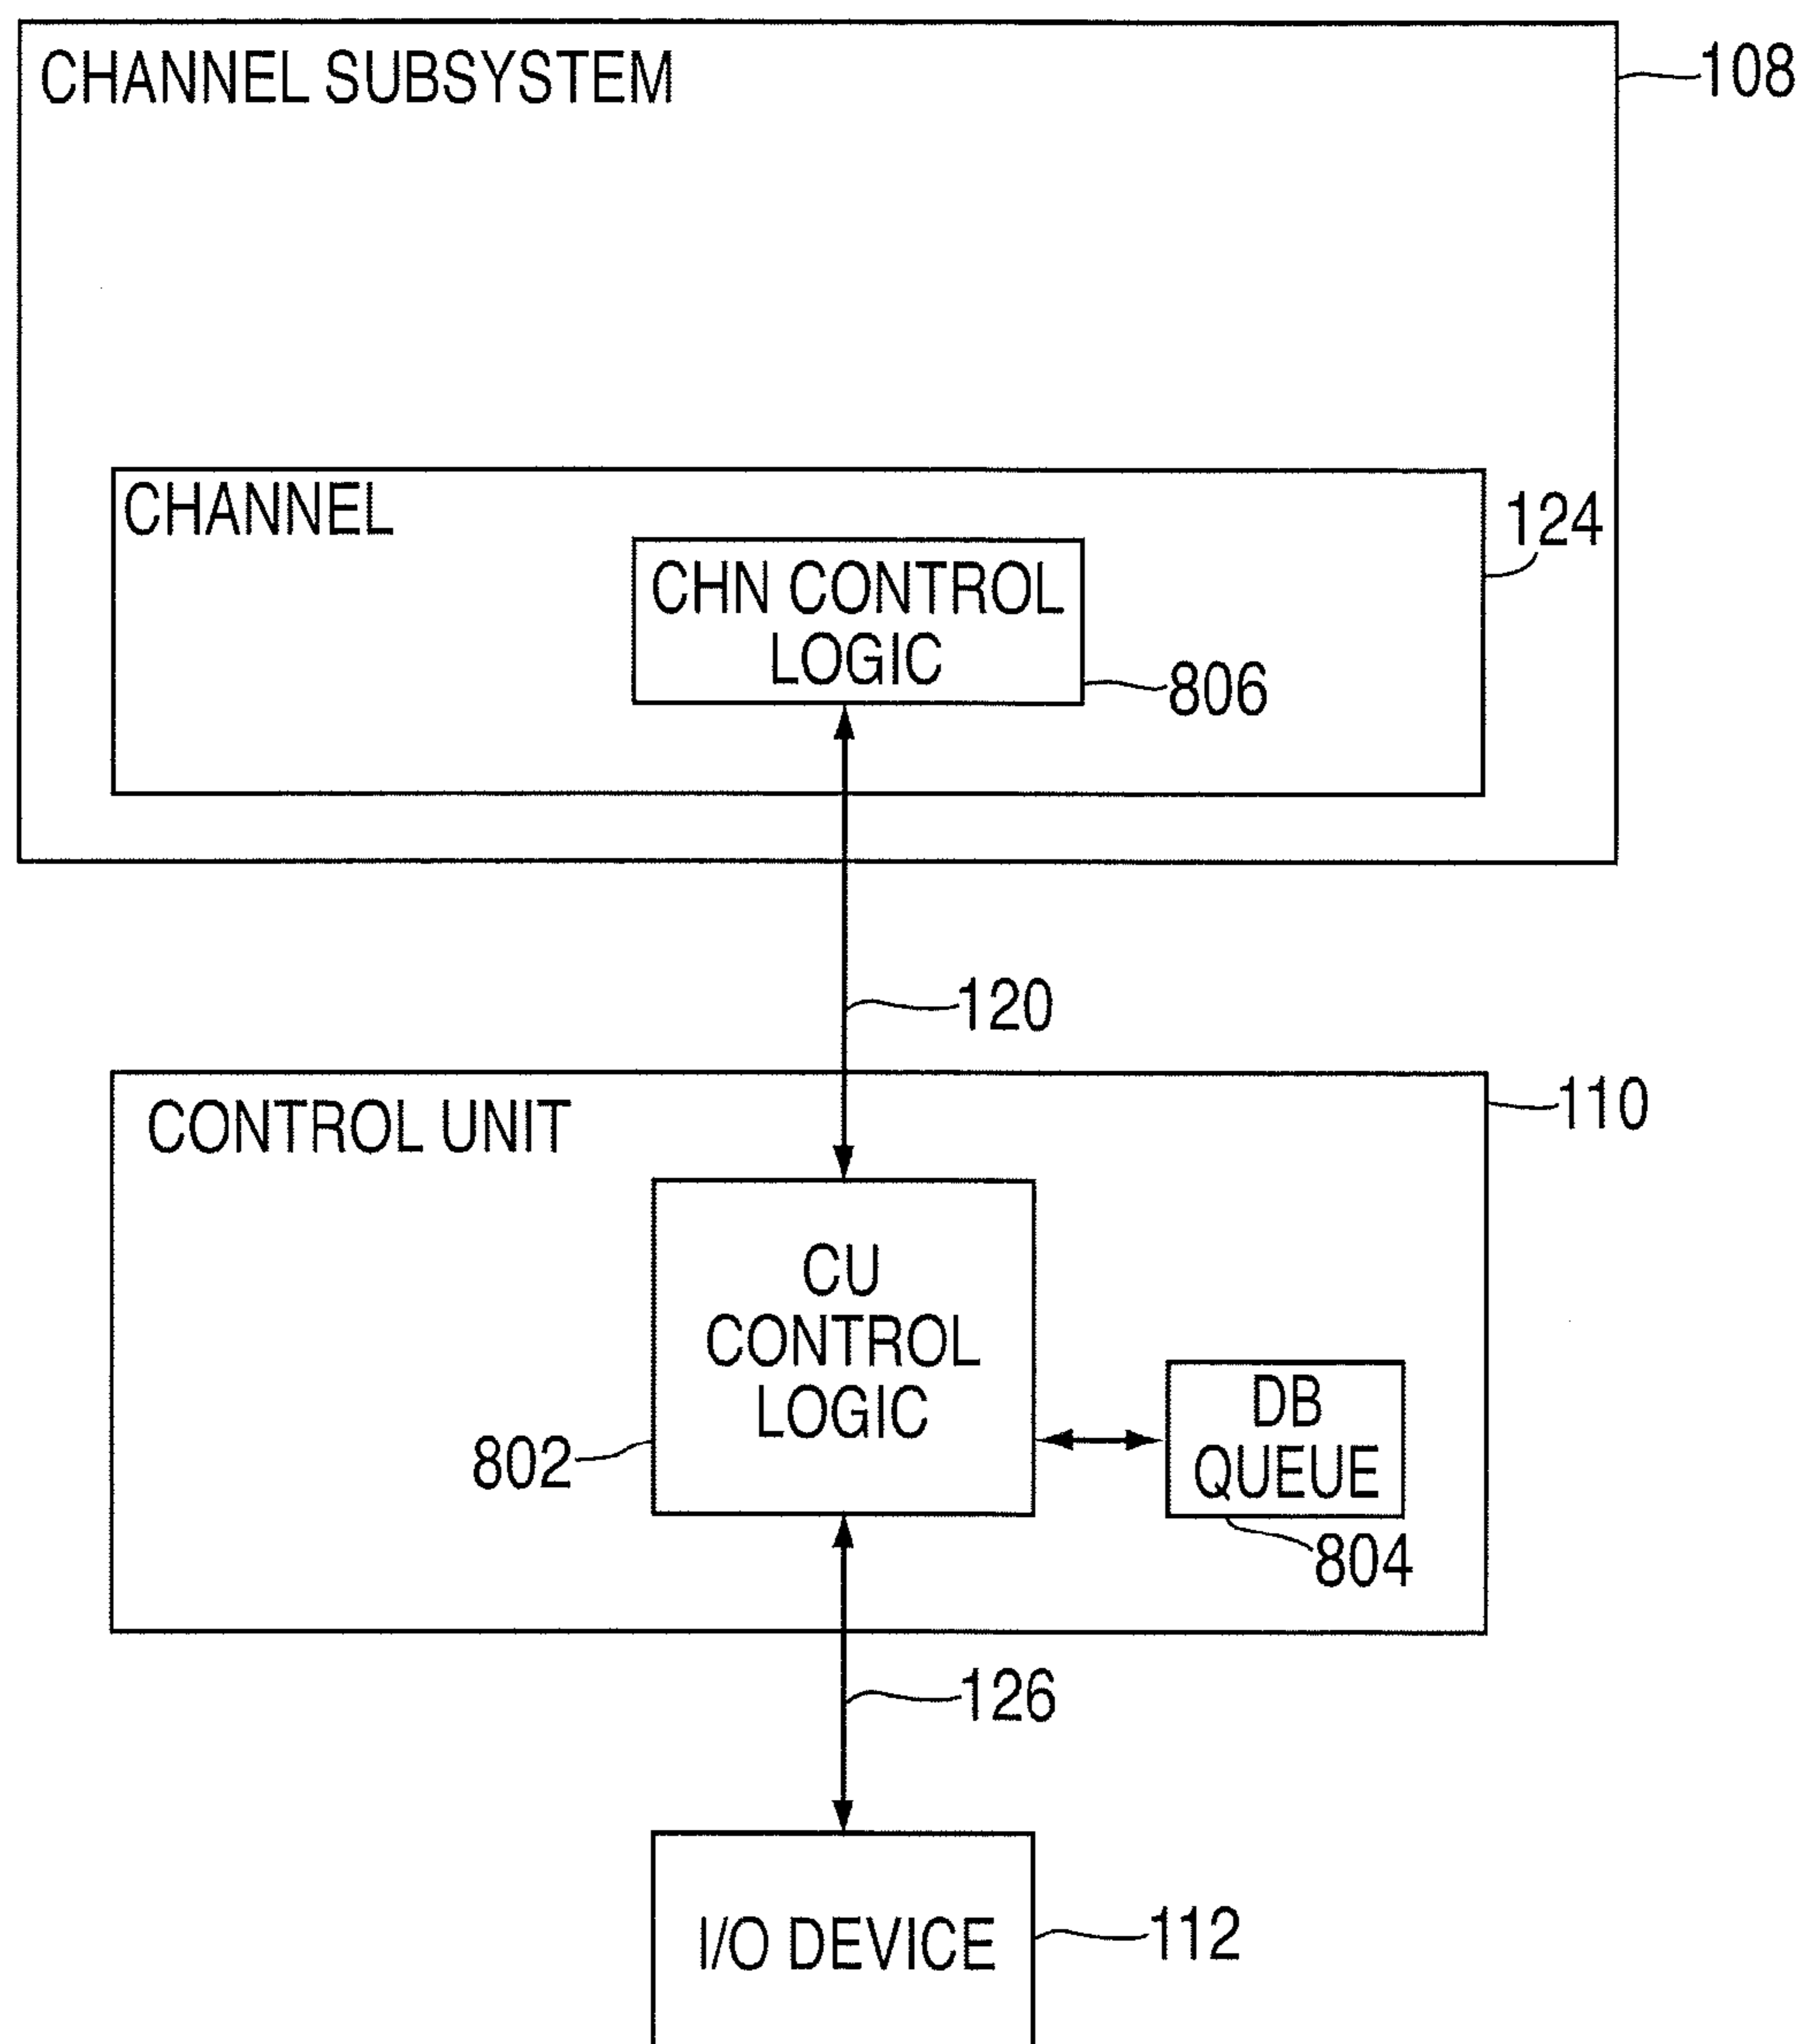 CHANNEL SUBSYSTEM
108
CHANNEL
124
CHN CONTROL
LOGIC
806
120
CONTROL UNIT
110
CU
CONTROL
LOGIC
802
DB
QUEUE
804
126
I/O DEVICE
112